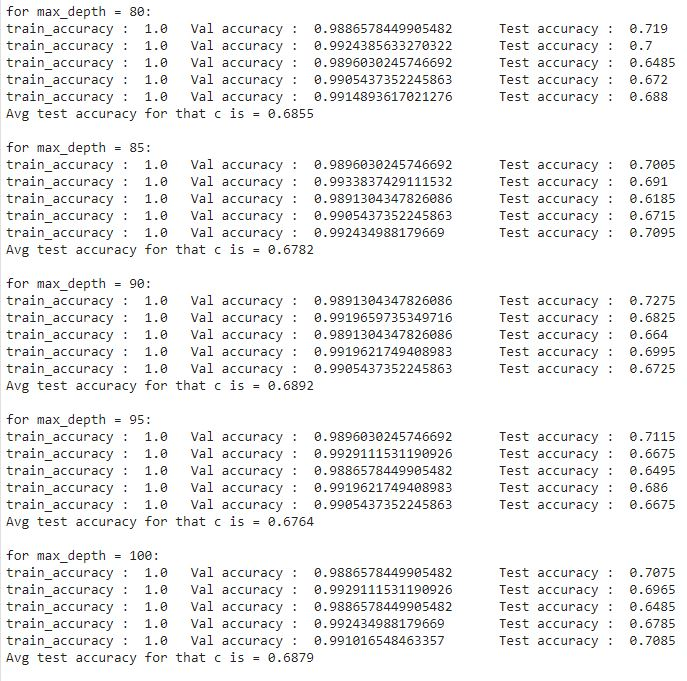 for max_depth = 80:
train_accuracy :  1.0   Val accuracy :  0.9886578449905482      Test accuracy :  0.719
train_accuracy :  1.0   Val accuracy :  0.9924385633270322      Test accuracy :  0.7
train_accuracy :  1.0   Val accuracy :  0.9896030245746692      Test accuracy :  0.6485
train_accuracy :  1.0   Val accuracy :  0.9905437352245863      Test accuracy :  0.672
train_accuracy :  1.0   Val accuracy :  0.9914893617021276      Test accuracy :  0.688
Avg test accuracy for that c is = 0.6855
for max_depth = 85:
train_accuracy :  1.0   Val accuracy :  0.9896030245746692      Test accuracy :  0.7005
train_accuracy :  1.0   Val accuracy :  0.9933837429111532      Test accuracy :  0.691
train_accuracy :  1.0   Val accuracy :  0.9891304347826086      Test accuracy :  0.6185
train_accuracy :  1.0   Val accuracy :  0.9905437352245863      Test accuracy :  0.6715
train_accuracy :  1.0   Val accuracy :  0.992434988179669      Test accuracy :  0.7095
Avg test accuracy for that c is = 0.6782
for max_depth = 90:
train_accuracy :  1.0   Val accuracy :  0.9891304347826086      Test accuracy :  0.7275
train_accuracy :  1.0   Val accuracy :  0.9919659735349716      Test accuracy :  0.6825
train_accuracy :  1.0   Val accuracy :  0.9891304347826086      Test accuracy :  0.664
train_accuracy :  1.0   Val accuracy :  0.9919621749408983      Test accuracy :  0.6995
train_accuracy :  1.0   Val accuracy :  0.9905437352245863      Test accuracy :  0.6725
Avg test accuracy for that c is = 0.6892
for max_depth = 95:
train_accuracy :  1.0   Val accuracy :  0.9896030245746692      Test accuracy :  0.7115
train_accuracy :  1.0   Val accuracy :  0.9929111531190926      Test accuracy :  0.6675
train_accuracy :  1.0   Val accuracy :  0.9886578449905482      Test accuracy :  0.6495
train_accuracy :  1.0   Val accuracy :  0.9919621749408983      Test accuracy :  0.686
train_accuracy :  1.0   Val accuracy :  0.9905437352245863      Test accuracy :  0.6675
Avg test accuracy for that c is = 0.6764
for max_depth = 100:
train_accuracy :  1.0   Val accuracy :  0.9886578449905482      Test accuracy :  0.7075
train_accuracy :  1.0   Val accuracy :  0.9929111531190926      Test accuracy :  0.6965
train_accuracy :  1.0   Val accuracy :  0.9886578449905482      Test accuracy :  0.6485
train_accuracy :  1.0   Val accuracy :  0.992434988179669      Test accuracy :  0.6785
train_accuracy :  1.0   Val accuracy :  0.991016548463357      Test accuracy :  0.7085
Avg test accuracy for that c is = 0.6879